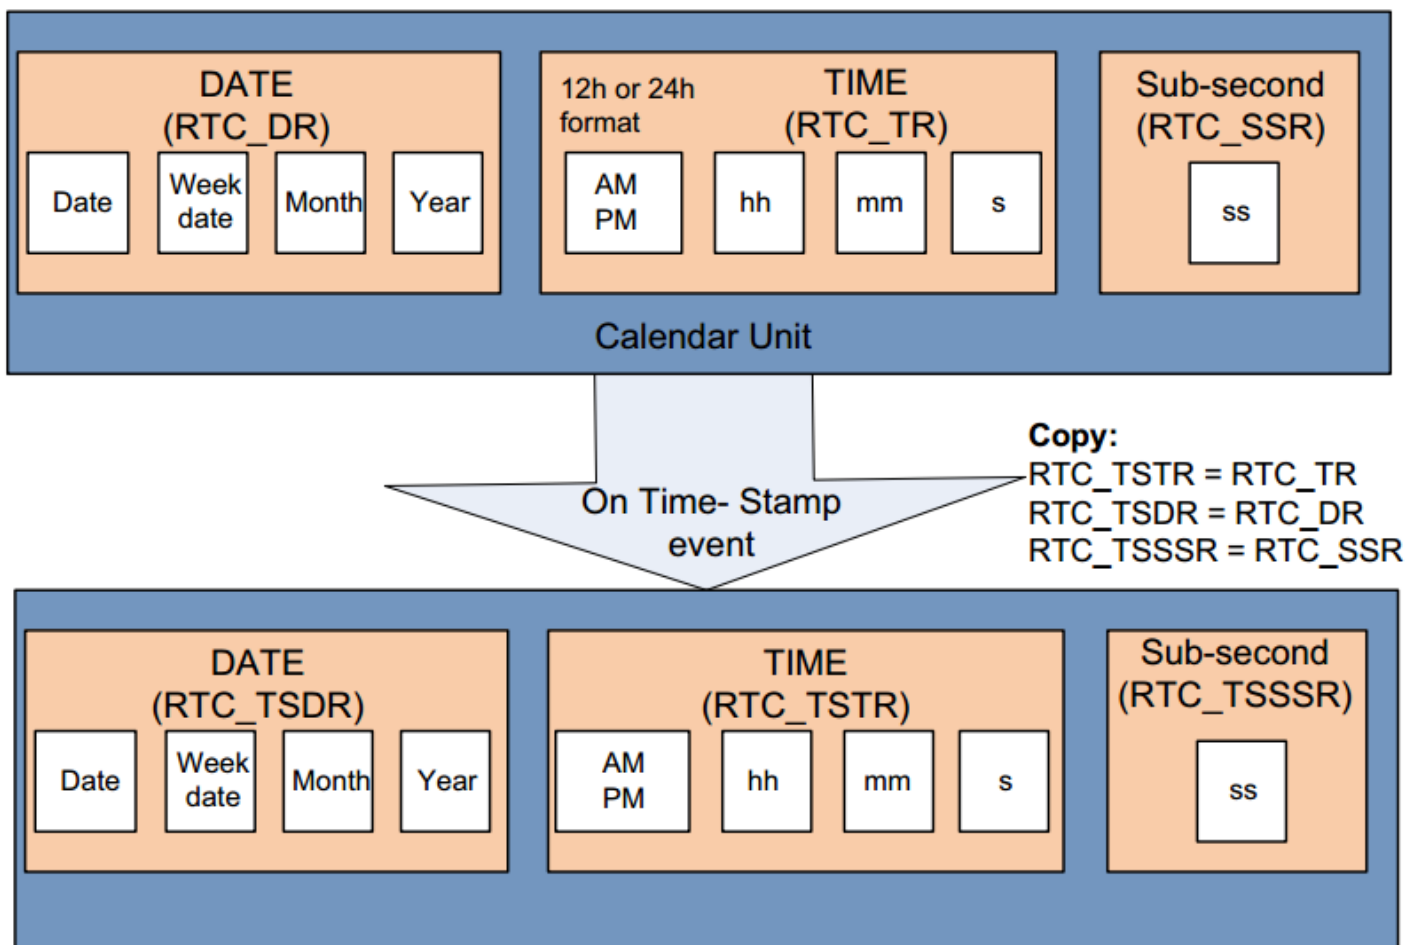 DATE
(RTC_DR)
Date
Week
date
Month
Year
12h or 24h
format
TIME
(RTC_TR)
AM
PM
hh
mm
s
Sub-second
(RTC_SSR)
ss
Calendar Unit
On Time- Stamp
event
Copy:
RTC_TSTR = RTC_TR
RTC_TSDR = RTC_DR
RTC_TSSSR = RTC_SSR
DATE
(RTC_TSDR)
Date
Week
date
Month
Year
TIME
(RTC_TSTR)
AM
PM
hh
mm
s
Sub-second
(RTC_TSSSR)
ss